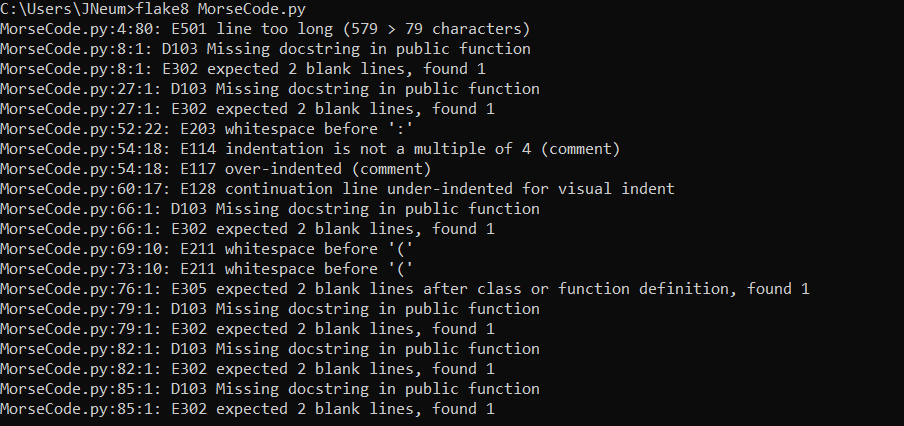 C:\Users\JNeum>flake8 MorseCode.py
MorseCode.py:4:80: E501 line too long (579 > 79 characters)
MorseCode.py:8:1: D103 Missing docstring in public function
MorseCode.py:8:1: E302 expected 2 blank lines, found 1
MorseCode.py:27:1: D103 Missing docstring in public function
MorseCode.py:27:1: E302 expected 2 blank lines, found 1
MorseCode.py:52:22: E203 whitespace before ':'
MorseCode.py:54:18: E114 indentation is not a multiple of 4 (comment)
MorseCode.py:54:18: E117 over-indented (comment)
MorseCode.py:60:17: E128 continuation line under-indented for visual indent
MorseCode.py:66:1: D103 Missing docstring in public function
MorseCode.py:66:1: E302 expected 2 blank lines, found 1
MorseCode.py:69:10: E211 whitespace before '('
MorseCode.py:73:10: E211 whitespace before '('
MorseCode.py:76:1: E305 expected 2 blank lines after class or function definition, found 1
MorseCode.py:79:1: D103 Missing docstring in public function
MorseCode.py:79:1: E302 expected 2 blank lines, found 1
MorseCode.py:82:1: D103 Missing docstring in public function
MorseCode.py:82:1: E302 expected 2 blank lines, found 1
MorseCode.py:85:1: D103 Missing docstring in public function
MorseCode.py:85:1: E302 expected 2 blank lines, found 1